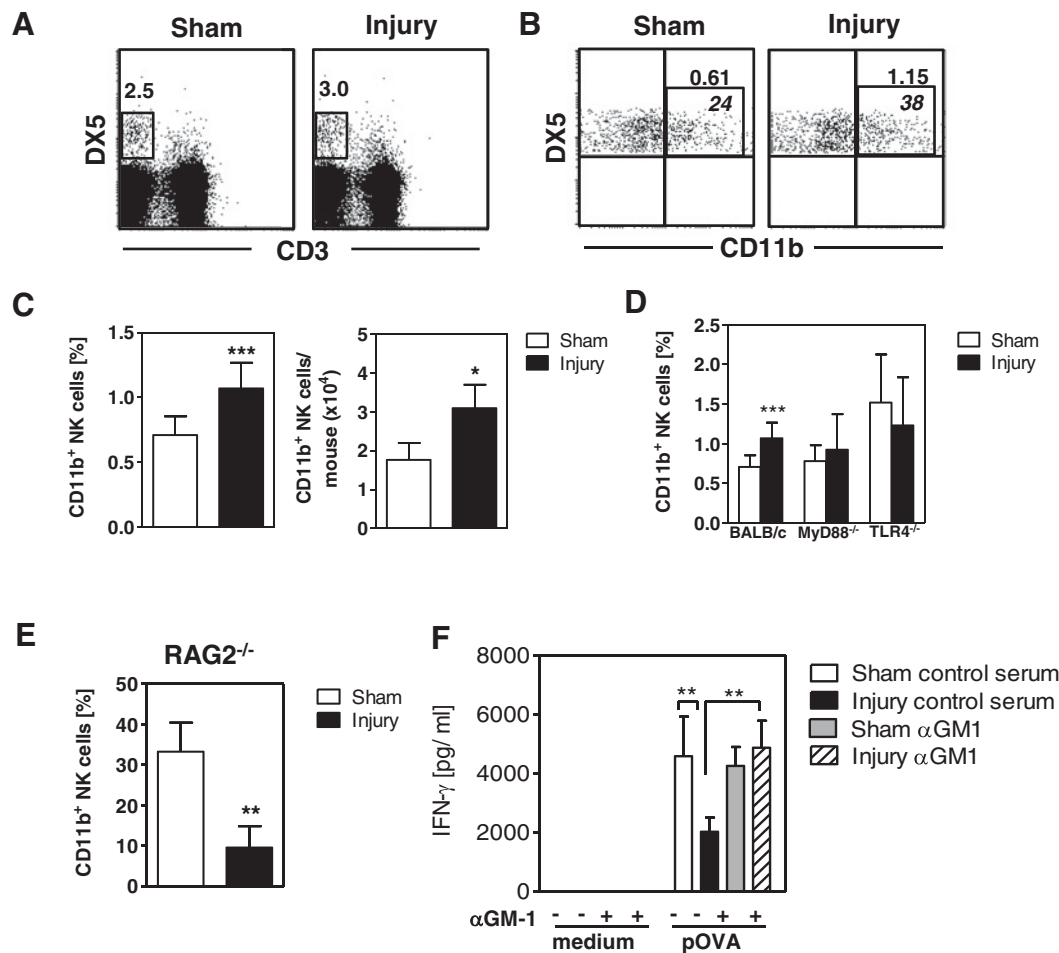 A
Sham
Injury
2.5
3.0
DX5
CD3
B
Sham
Injury
0.61
24
1.15
38
DX5
CD11b
C
CD11b+ NK cells [%]
1.5
1.0
0.5
0.0
***
CD11b+ NK cells/
mouse (x10^4)
5
4
3
2
1
0
*
Sham
Injury
D
CD11b+ NK cells [%]
2.5
2.0
1.5
1.0
0.5
0.0
***
BALB/c MyD88-/- TLR4-/-
Sham
Injury
E
RAG2-/-
CD11b+ NK cells [%]
50
40
30
20
10
0
**
Sham
Injury
F
IFN-γ [pg/ ml]
8000
6000
4000
2000
0
** **
Sham control serum
Injury control serum
Sham αGM1
Injury αGM1
αGM-1 - - + + - - + +
medium pOVA